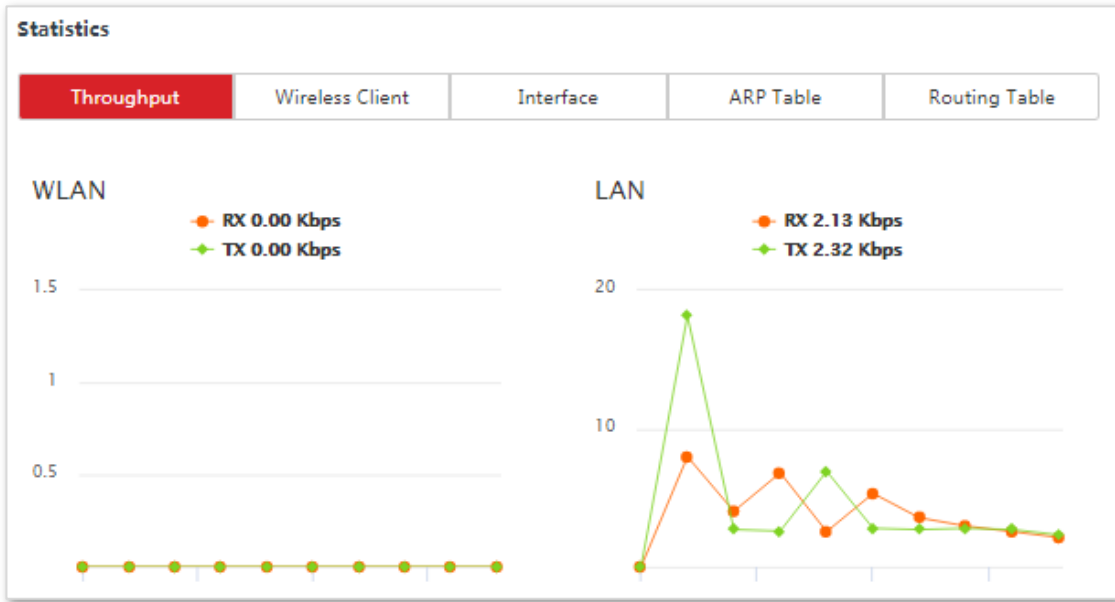 Statistics
Throughput Wireless Client Interface ARP Table Routing Table
WLAN
RX 0.00 Kbps
TX 0.00 Kbps
1.5
1
0.5
LAN
RX 2.13 Kbps
TX 2.32 Kbps
20
10